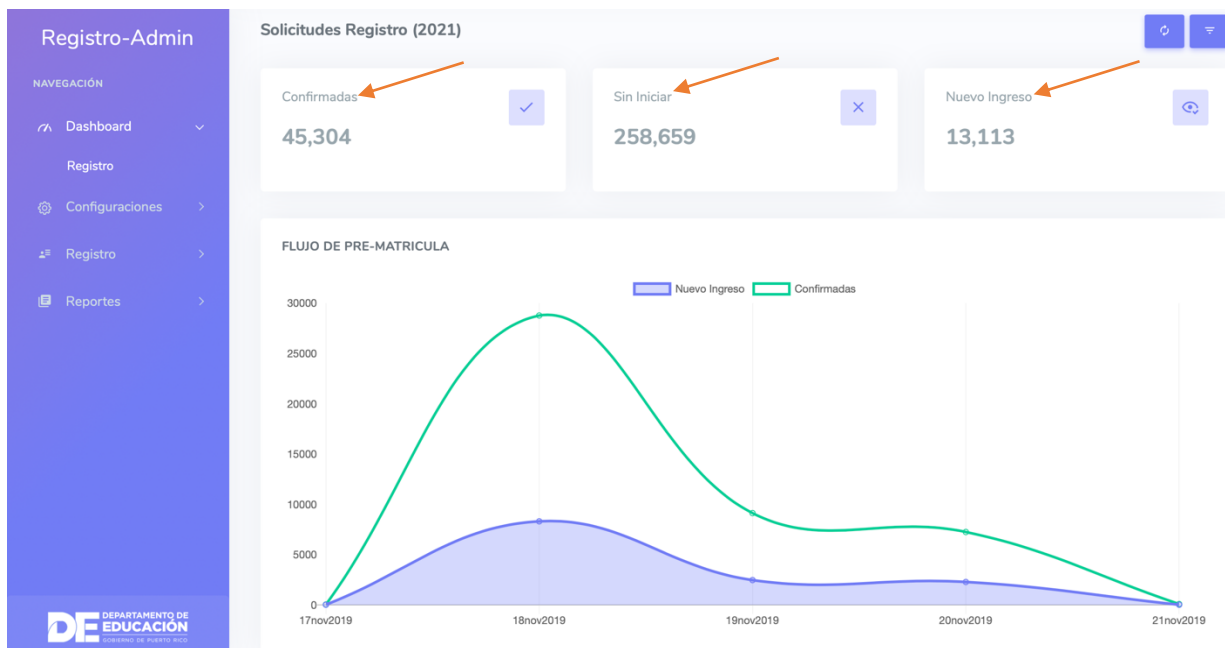 Registro-Admin
NAVEGACIÓN
Dashboard
Registro
Configuraciones
Registro
Reportes
DE DEPARTAMENTO DE
EDUCACIÓN
GOBIERNO DE PUERTO RICO
Solicitudes Registro (2021)
Confirmadas
45,304
Sin Iniciar
258,659
Nuevo Ingreso
13,113
FLUJO DE PRE-MATRICULA
Nuevo Ingreso Confirmadas
30000
25000
20000
15000
10000
5000
0
17nov2019 18nov2019 19nov2019 20nov2019 21nov2019